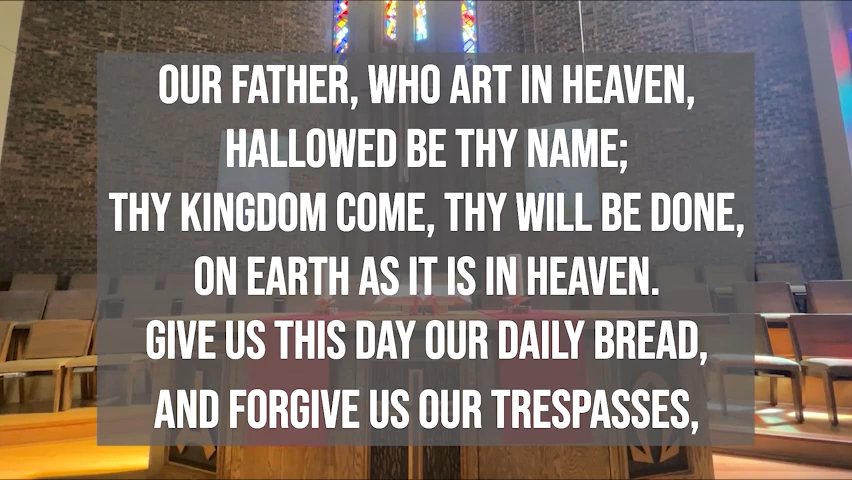 OUR FATHER, WHO ART IN HEAVEN,
HALLOWED BE THY NAME;
THY KINGDOM COME, THY WILL BE DONE,
ON EARTH AS IT IS IN HEAVEN.
GIVE US THIS DAY OUR DAILY BREAD,
AND FORGIVE US OUR TRESPASSES,